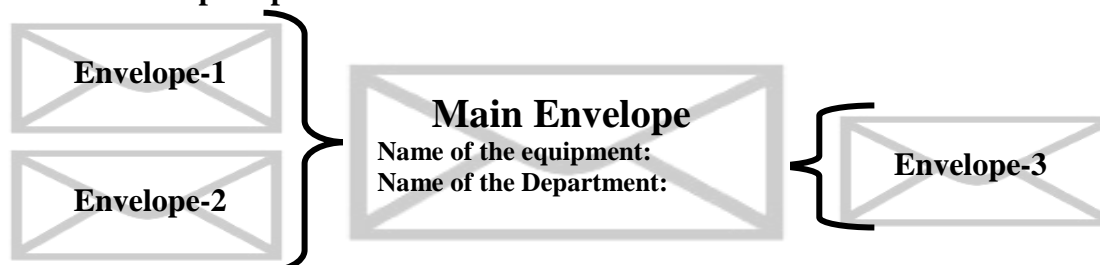 Envelope-1
Envelope-2
Main Envelope
Name of the equipment:
Name of the Department:
Envelope-3